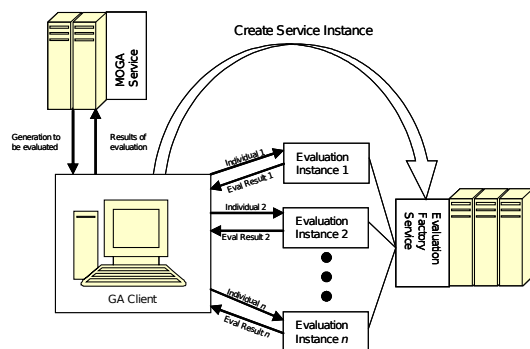 Create Service Instance
MOGA
Service
Generation to
be evaluated
Results of
evaluation
Individual 1
Eval Result 1
Evaluation
Instance 1
Individual 2
Eval Result 2
Evaluation
Instance 2
Individual n
Eval Result n
Evaluation
Instance n
GA Client
Evaluation
Factory
Service